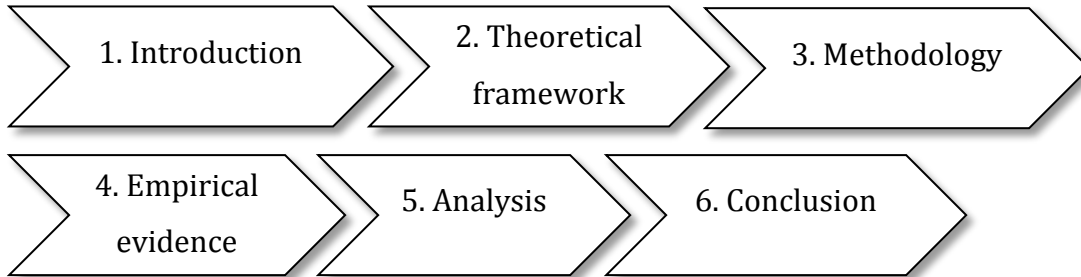 1. Introduction
2. Theoretical
framework
3. Methodology
4. Empirical
evidence
5. Analysis
6. Conclusion